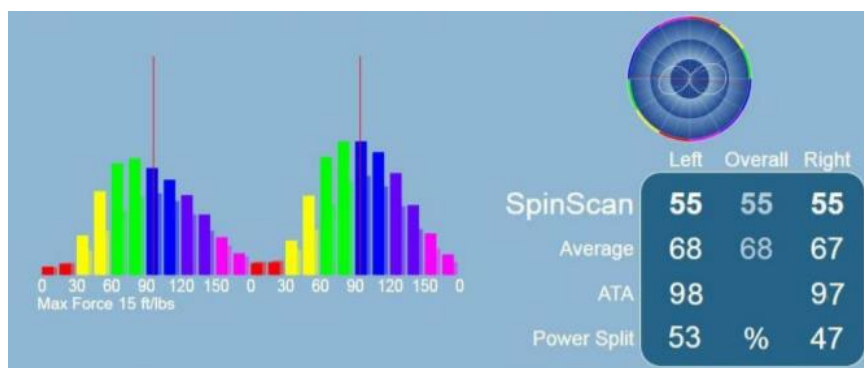 Left Overall Right
SpinScan 55 55 55
Average 68 68 67
ATA 98 97
Power Split 53 % 47
0 30 60 90 120 150 0 30 60 90 120 150 0
Max Force 15 ft/lbs